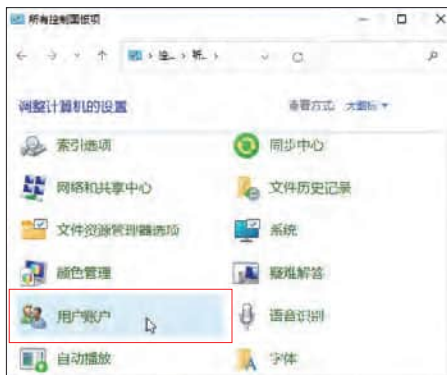 所有控制面板项
控… › 所… ›
调整计算机的设置 查看方式: 大图标
索引选项 同步中心
网络和共享中心 文件历史记录
文件资源管理器选项 系统
颜色管理 疑难解答
用户账户 语音识别
自动播放 字体